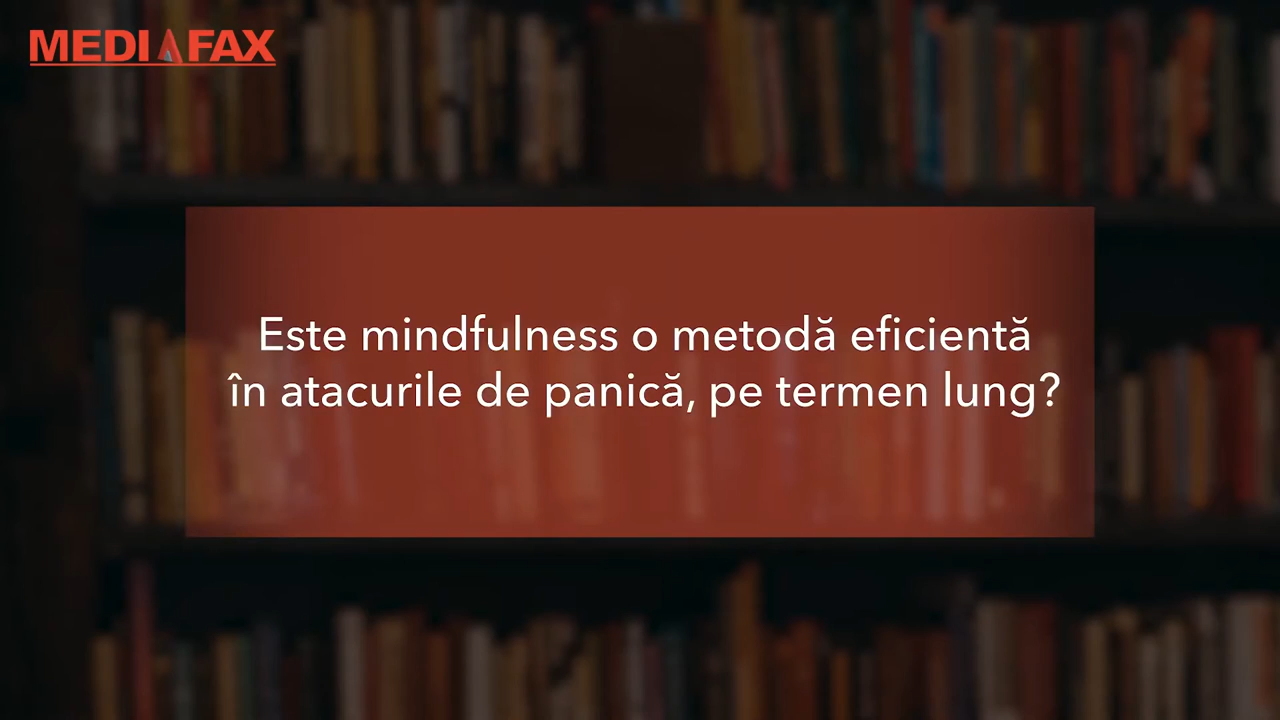 MEDIAFAX
Este mindfulness o metodă eficientă
în atacurile de panică, pe termen lung?